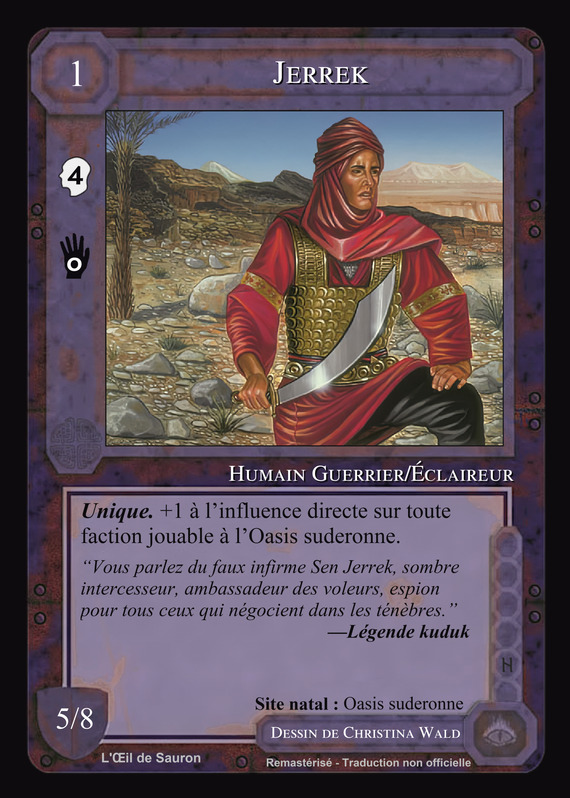 1
JERREK
4
0
HUMAIN GUERRIER/ÉCLAIREUR
Unique. +1 à l'influence directe sur toute
faction jouable à l'Oasis suderonne.
“Vous parlez du faux infirme Sen Jerrek, sombre
intercesseur, ambassadeur des voleurs, espion
pour tous ceux qui négocient dans les ténèbres.”
—Légende kuduk
Site natal : Oasis suderonne
5/8
DESSIN DE CHRISTINA WALD
L'Œil de Sauron
Remastérisé - Traduction non officielle